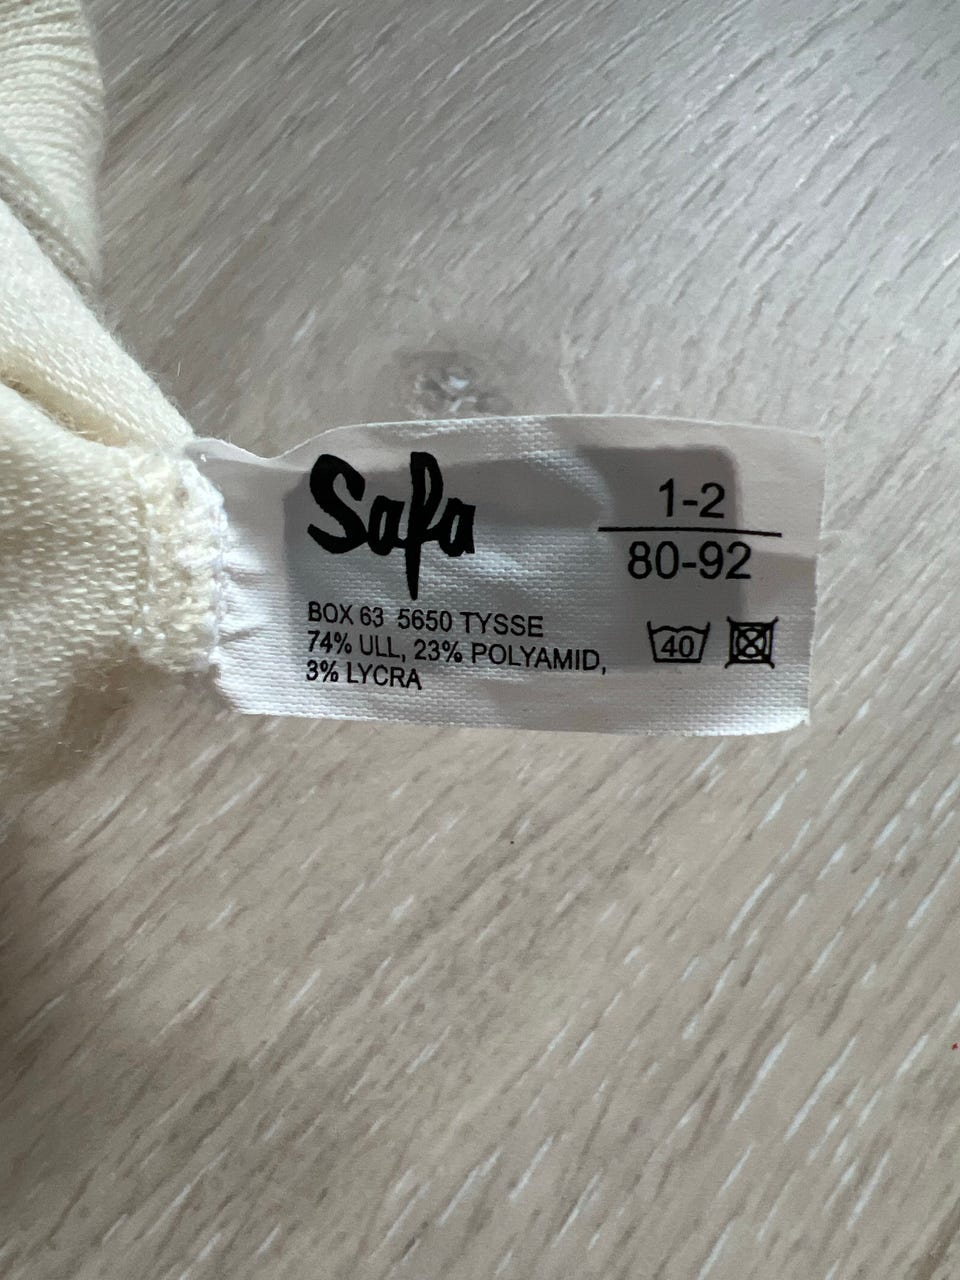 Safa
1-2
80-92
BOX 63 5650 TYSSE
74% ULL, 23% POLYAMID,
3% LYCRA
40